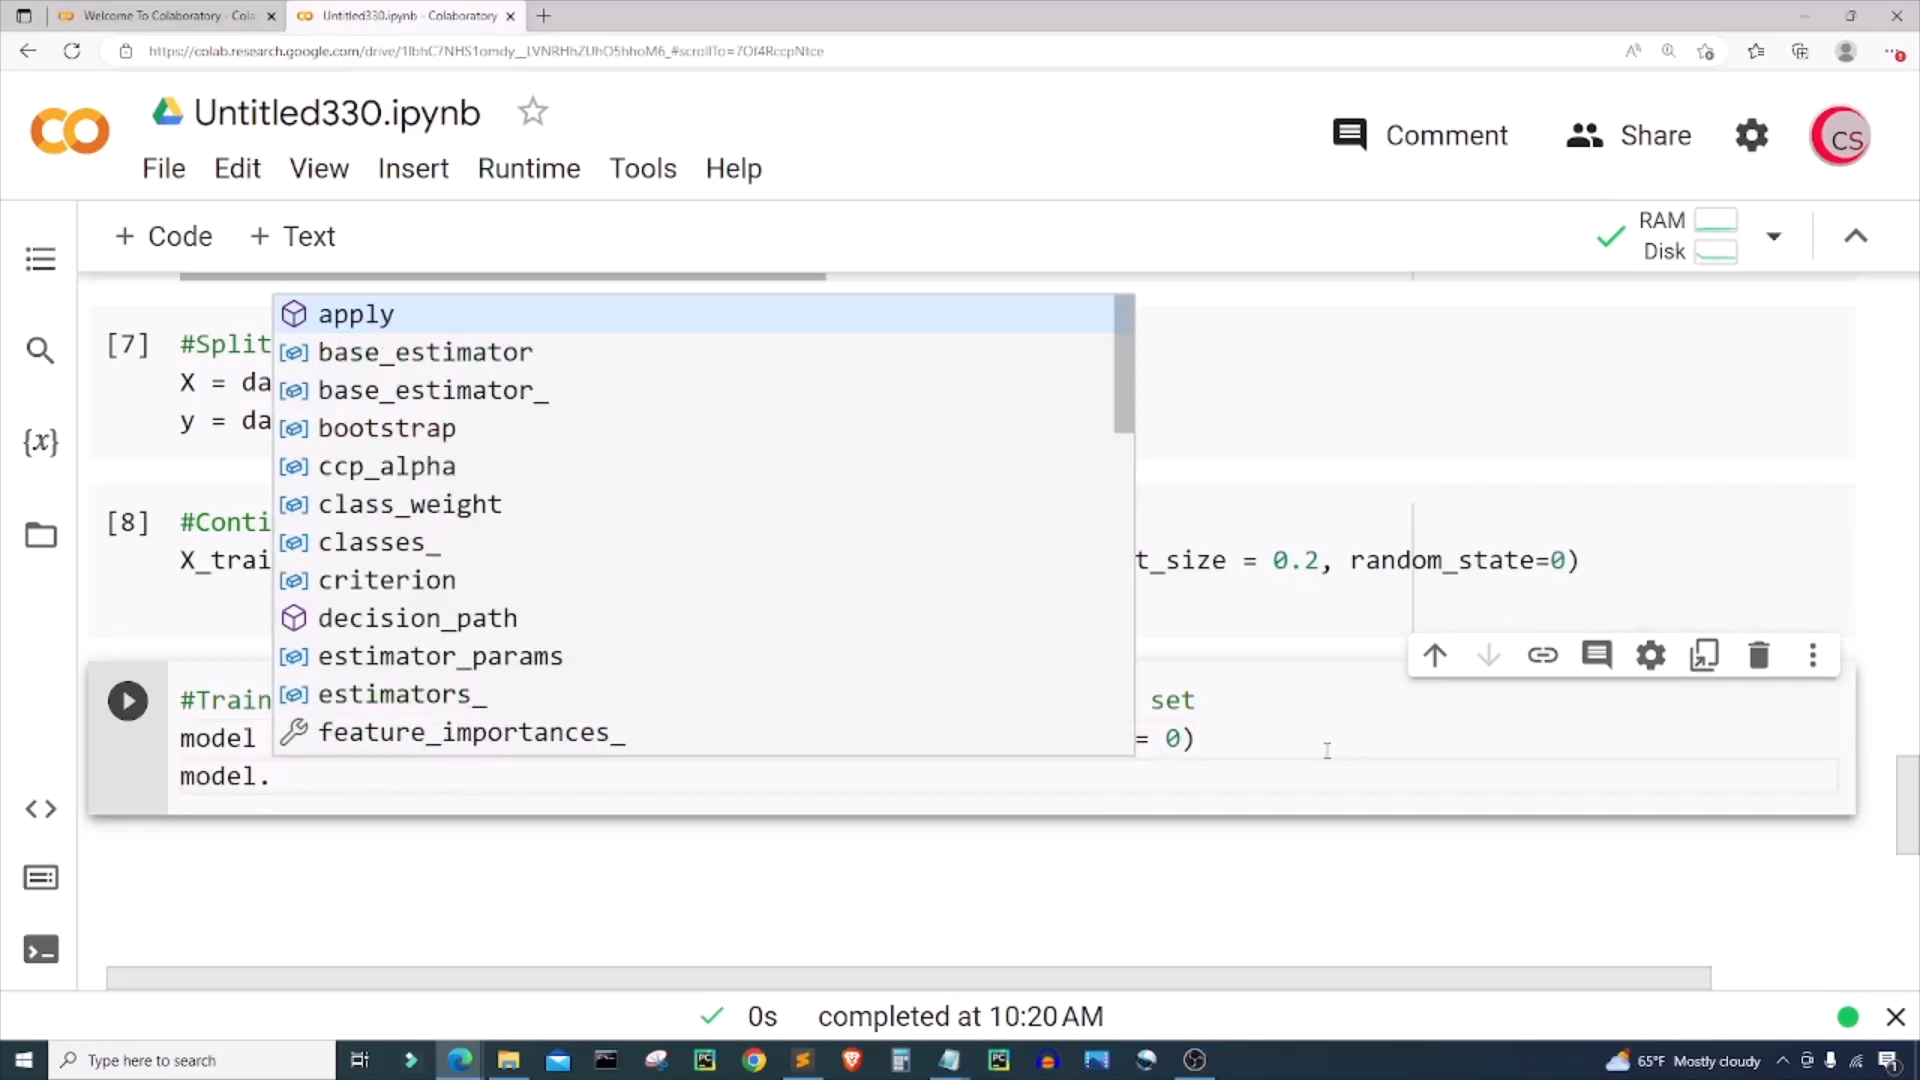 Welcome To Colaboratory - Cola
Untitled330.ipynb - Colaboratory
https://colab.research.google.com/drive/1lbhC7NHS1omdy__LVNRHhZUhO5hhoM6_#scrollTo=7Of4RccpNtce
Untitled330.ipynb
Comment
Share
CS
File Edit View Insert Runtime Tools Help
+ Code + Text
RAM
Disk
apply
base_estimator
base_estimator_
bootstrap
ccp_alpha
class_weight
classes_
criterion
decision_path
estimator_params
estimators_
feature_importances_
[7] #Split
X = da
y = da
[8] #Conti
X_trai t_size = 0.2, random_state=0)
#Train set
model = 0)
model.
0s completed at 10:20 AM
Type here to search
65°F Mostly cloudy